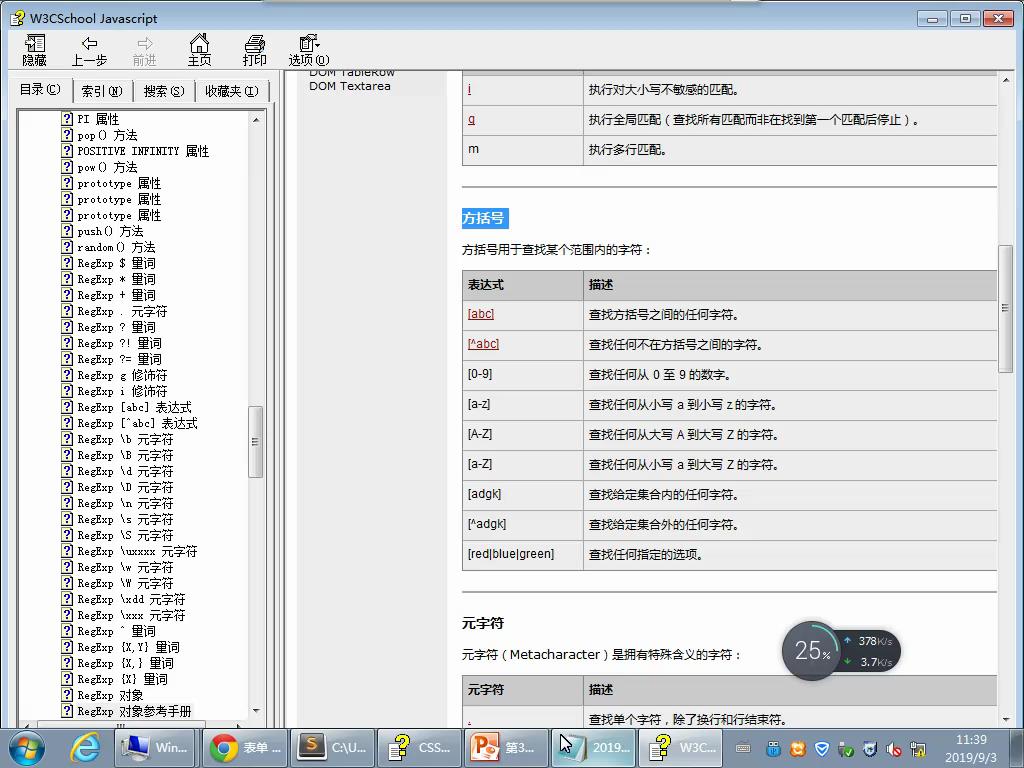 W3CSchool Javascript
隐藏
上一步
前进
主页
打印
选项(O)
目录(C)
索引(N)
搜索(S)
收藏夹(I)
PI 属性
pop() 方法
POSITIVE INFINITY 属性
pow() 方法
prototype 属性
prototype 属性
prototype 属性
push() 方法
random() 方法
RegExp $ 量词
RegExp * 量词
RegExp + 量词
RegExp . 元字符
RegExp ? 量词
RegExp ?! 量词
RegExp ?= 量词
RegExp g 修饰符
RegExp i 修饰符
RegExp [abc] 表达式
RegExp [^abc] 表达式
RegExp \b 元字符
RegExp \B 元字符
RegExp \d 元字符
RegExp \D 元字符
RegExp \n 元字符
RegExp \s 元字符
RegExp \S 元字符
RegExp \uxxxx 元字符
RegExp \w 元字符
RegExp \W 元字符
RegExp \xdd 元字符
RegExp \xxx 元字符
RegExp ^ 量词
RegExp {X,Y} 量词
RegExp {X,} 量词
RegExp {X} 量词
RegExp 对象
RegExp 对象参考手册
DOM TableRow
DOM Textarea
i 执行对大小写不敏感的匹配。
g 执行全局匹配（查找所有匹配而非在找到第一个匹配后停止）。
m 执行多行匹配。
方括号
方括号用于查找某个范围内的字符：
表达式 描述
[abc] 查找方括号之间的任何字符。
[^abc] 查找任何不在方括号之间的字符。
[0-9] 查找任何从 0 至 9 的数字。
[a-z] 查找任何从小写 a 到小写 z 的字符。
[A-Z] 查找任何从大写 A 到大写 Z 的字符。
[a-Z] 查找任何从小写 a 到大写 Z 的字符。
[adgk] 查找给定集合内的任何字符。
[^adgk] 查找给定集合外的任何字符。
[red|blue|green] 查找任何指定的选项。
元字符
元字符（Metacharacter）是拥有特殊含义的字符：
元字符 描述
. 查找单个字符，除了换行和行结束符。
25%
378K/s
3.7K/s
Win...
表单 ...
C:\U...
CSS...
第3...
2019...
W3C...
11:39
2019/9/3